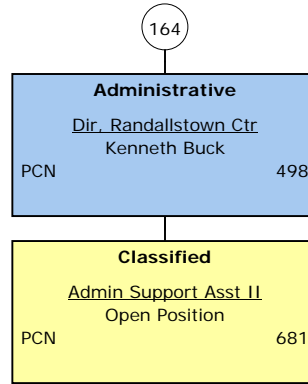 164
Administrative
Dir, Randallstown Ctr
Kenneth Buck
PCN 498
Classified
Admin Support Asst II
Open Position
PCN 681